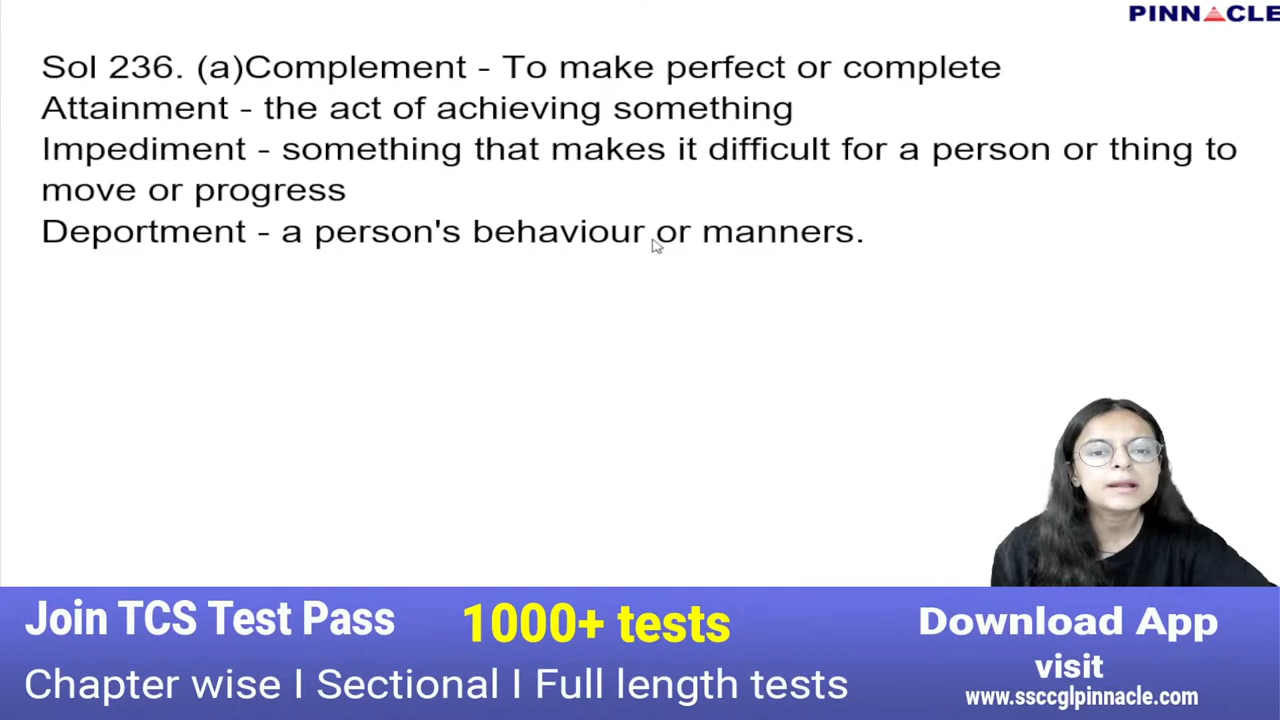 PINNACLE
Sol 236. (a)Complement - To make perfect or complete
Attainment - the act of achieving something
Impediment - something that makes it difficult for a person or thing to
move or progress
Deportment - a person's behaviour or manners.
Join TCS Test Pass
1000+ tests
Chapter wise I Sectional I Full length tests
Download App
visit
www.ssccglpinnacle.com